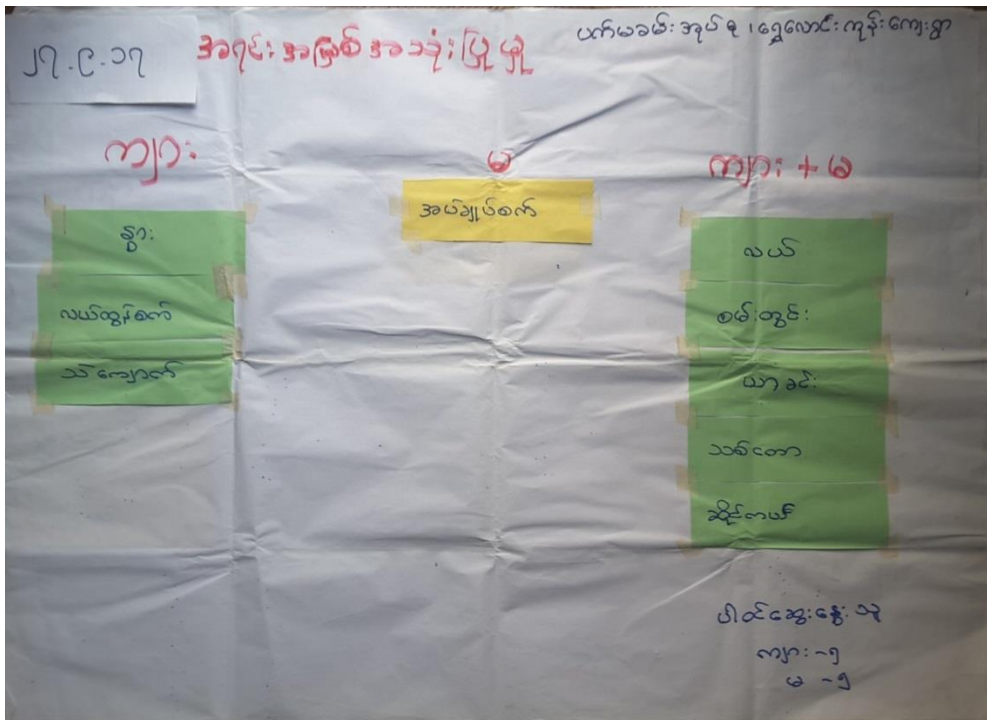 ၂၇.၉.၁၇
အရင်းအမြစ်အသုံးပြုမှု
ပက်မခမ်းအုပ်စု၊ ရွှေလောင်းကုန်းကျေးရွာ
ကျား
မ
ကျား + မ
နွား
လယ်ထွန်စက်
သံကျောက်
အပ်ချုပ်စက်
လယ်
စမ်းတွင်း
ယာခင်း
သစ်တော
ဆိုင်ကယ်
ပါဝင်ဆွေးနွေးသူ
ကျား - ၅
မ - ၅